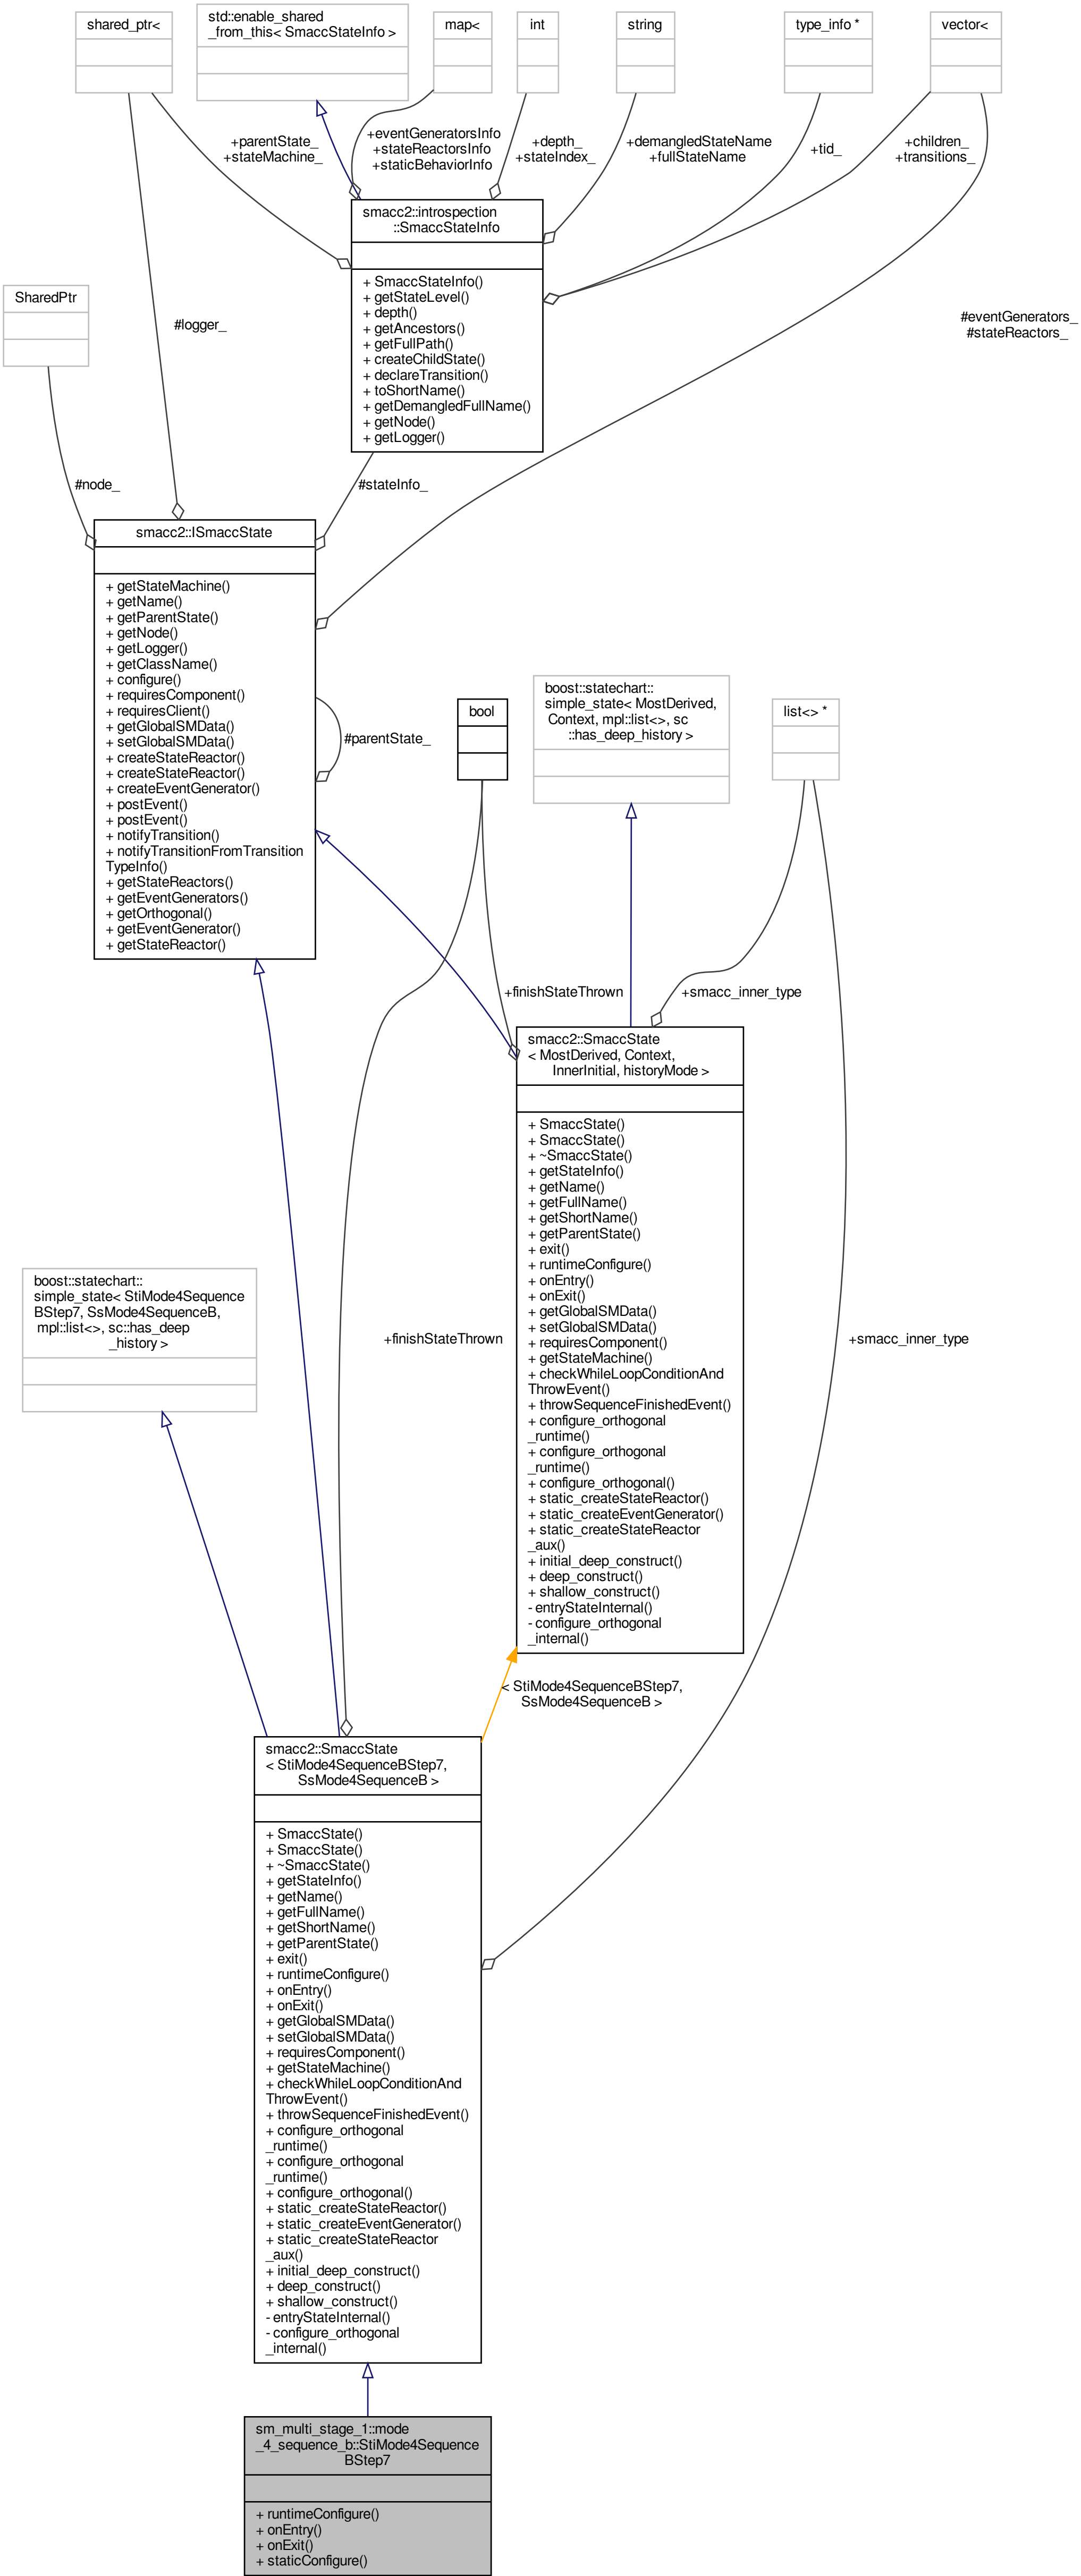 shared_ptr<
std::enable_shared
_from_this< SmaccStateInfo >
map<
int
string
type_info *
vector<
+parentState_
+stateMachine_
+eventGeneratorsInfo
+stateReactorsInfo
+staticBehaviorInfo
+depth_
+stateIndex_
+demangledStateName
+fullStateName
+tid_
+children_
+transitions_
smacc2::introspection
::SmaccStateInfo
+ SmaccStateInfo()
+ getStateLevel()
+ depth()
+ getAncestors()
+ getFullPath()
+ createChildState()
+ declareTransition()
+ toShortName()
+ getDemangledFullName()
+ getNode()
+ getLogger()
SharedPtr
#logger_
#eventGenerators_
#stateReactors_
#node_
#stateInfo_
smacc2::ISmaccState
+ getStateMachine()
+ getName()
+ getParentState()
+ getNode()
+ getLogger()
+ getClassName()
+ configure()
+ requiresComponent()
+ requiresClient()
+ getGlobalSMData()
+ setGlobalSMData()
+ createStateReactor()
+ createStateReactor()
+ createEventGenerator()
+ postEvent()
+ postEvent()
+ notifyTransition()
+ notifyTransitionFromTransition
TypeInfo()
+ getStateReactors()
+ getEventGenerators()
+ getOrthogonal()
+ getEventGenerator()
+ getStateReactor()
#parentState_
bool
boost::statechart::
simple_state< MostDerived,
Context, mpl::list<>, sc
::has_deep_history >
list<> *
+finishStateThrown
+smacc_inner_type
smacc2::SmaccState
< MostDerived, Context,
InnerInitial, historyMode >
+ SmaccState()
+ SmaccState()
+ ~SmaccState()
+ getStateInfo()
+ getName()
+ getFullName()
+ getShortName()
+ getParentState()
+ exit()
+ runtimeConfigure()
+ onEntry()
+ onExit()
+ getGlobalSMData()
+ setGlobalSMData()
+ requiresComponent()
+ getStateMachine()
+ checkWhileLoopConditionAnd
ThrowEvent()
+ throwSequenceFinishedEvent()
+ configure_orthogonal
_runtime()
+ configure_orthogonal
_runtime()
+ configure_orthogonal()
+ static_createStateReactor()
+ static_createEventGenerator()
+ static_createStateReactor
_aux()
+ initial_deep_construct()
+ deep_construct()
+ shallow_construct()
- entryStateInternal()
- configure_orthogonal
_internal()
boost::statechart::
simple_state< StiMode4Sequence
BStep7, SsMode4SequenceB,
mpl::list<>, sc::has_deep
_history >
+finishStateThrown
+smacc_inner_type
< StiMode4SequenceBStep7,
SsMode4SequenceB >
smacc2::SmaccState
< StiMode4SequenceBStep7,
SsMode4SequenceB >
+ SmaccState()
+ SmaccState()
+ ~SmaccState()
+ getStateInfo()
+ getName()
+ getFullName()
+ getShortName()
+ getParentState()
+ exit()
+ runtimeConfigure()
+ onEntry()
+ onExit()
+ getGlobalSMData()
+ setGlobalSMData()
+ requiresComponent()
+ getStateMachine()
+ checkWhileLoopConditionAnd
ThrowEvent()
+ throwSequenceFinishedEvent()
+ configure_orthogonal
_runtime()
+ configure_orthogonal
_runtime()
+ configure_orthogonal()
+ static_createStateReactor()
+ static_createEventGenerator()
+ static_createStateReactor
_aux()
+ initial_deep_construct()
+ deep_construct()
+ shallow_construct()
- entryStateInternal()
- configure_orthogonal
_internal()
sm_multi_stage_1::mode
_4_sequence_b::StiMode4Sequence
BStep7
+ runtimeConfigure()
+ onEntry()
+ onExit()
+ staticConfigure()